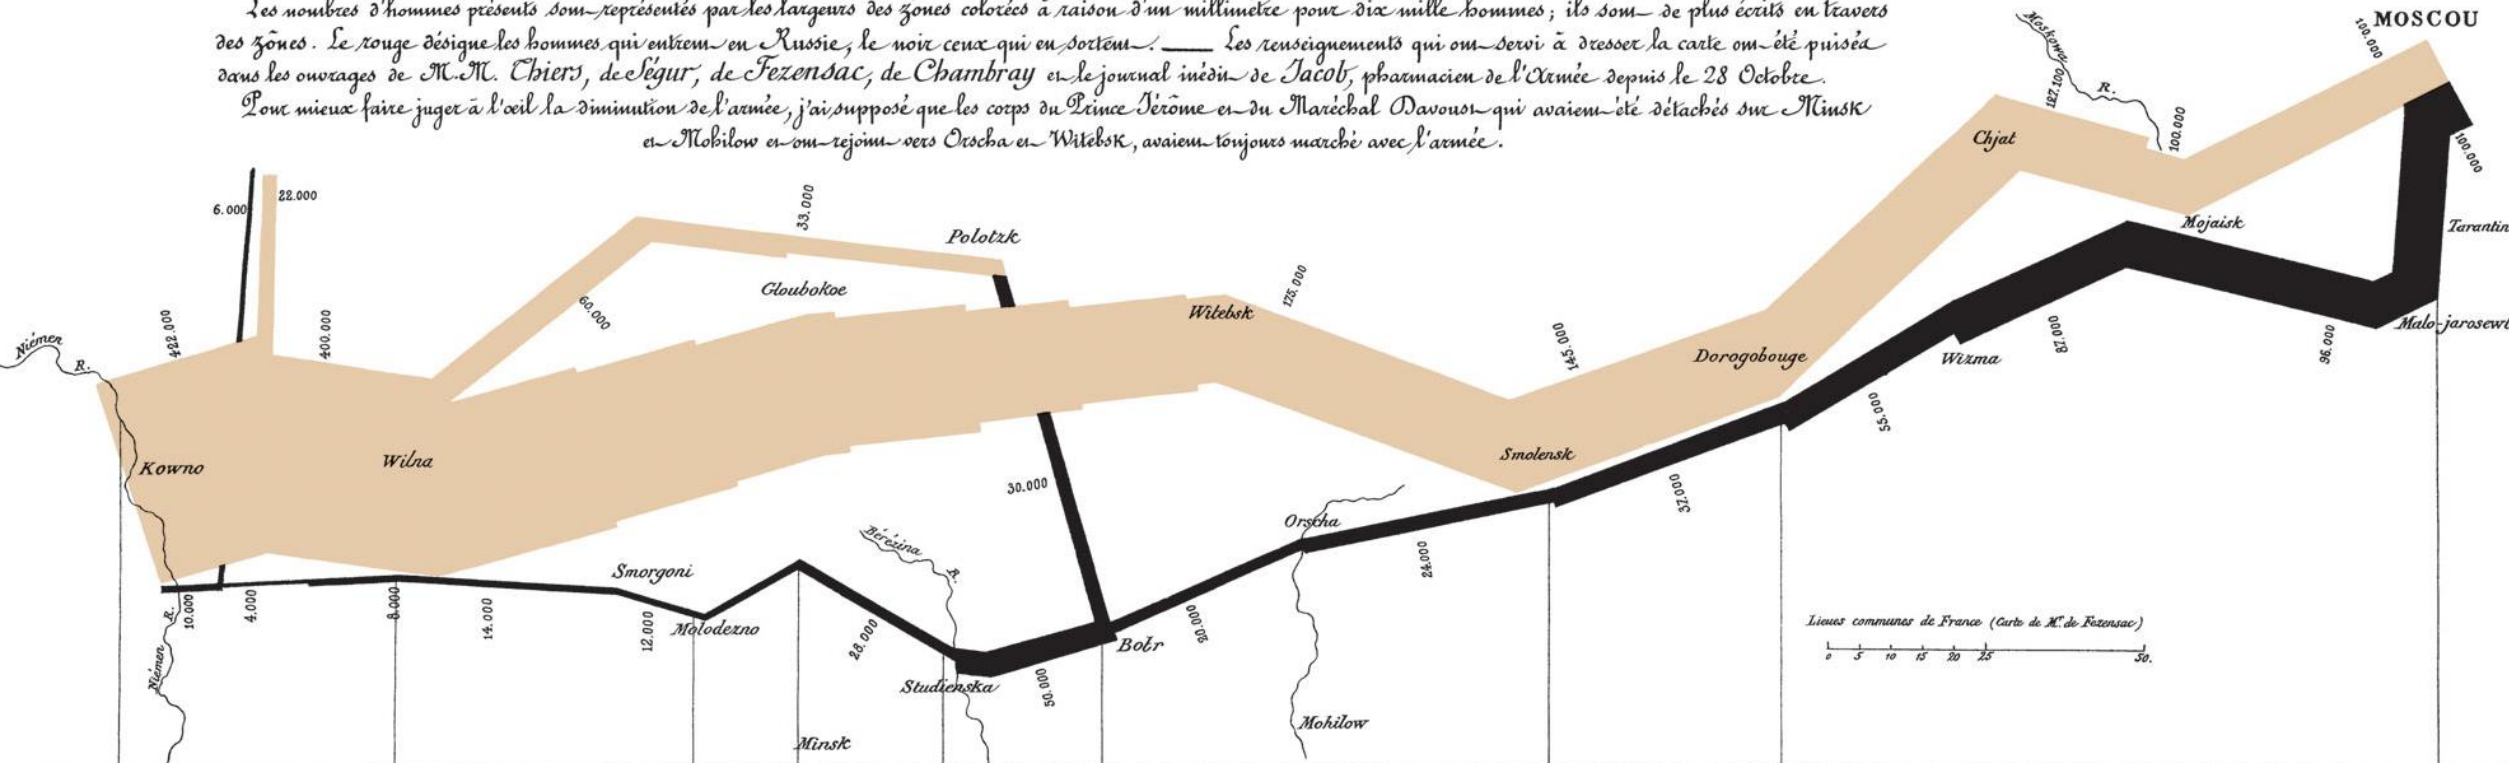 Les nombres d'hommes présents sont représentés par les largeurs des zones colorées à raison d'un millimètre pour dix mille hommes; ils sont de plus écrits en travers
des zônes. Le rouge désigne les hommes qui entrent en Russie, le noir ceux qui en sortent. — Les renseignements qui ont servi à dresser la carte ont été puisés
dans les ouvrages de M.M. Thiers, de Ségur, de Fezensac, de Chambray et le journal inédit de Jacob, pharmacien de l'Armée depuis le 28 Octobre.
Pour mieux faire juger à l'œil la diminution de l'armée, j'ai supposé que les corps du Prince Jérôme et du Maréchal Davoust qui avaient été détachés sur Minsk
et Mohilow et ont rejoint vers Orscha et Witebsk, avaient toujours marché avec l'armée.
MOSCOU
100.000
Moskowa
R.
127.100
100.000
Chjat
100.000
Mojaisk
Tarantin
6.000
22.000
33.000
Polotzk
Gloubokoe
60.000
175.000
Witebsk
422.000
400.000
Niémen
R.
145.000
Dorogobouge
Wizma
87.000
96.000
Malo-jarosewt
55.000
Kowno
Wilna
Smolensk
37.000
30.000
Orscha
24.000
Bérézina
R.
Smorgoni
10.000
4.000
8.000
14.000
12.000
Molodezno
28.000
Studienska
50.000
Bobr
20.000
R.
Niémen
Minsk
Mohilow
Lieues communes de France (Carte de Mr. de Fezensac)
0 5 10 15 20 25 50.